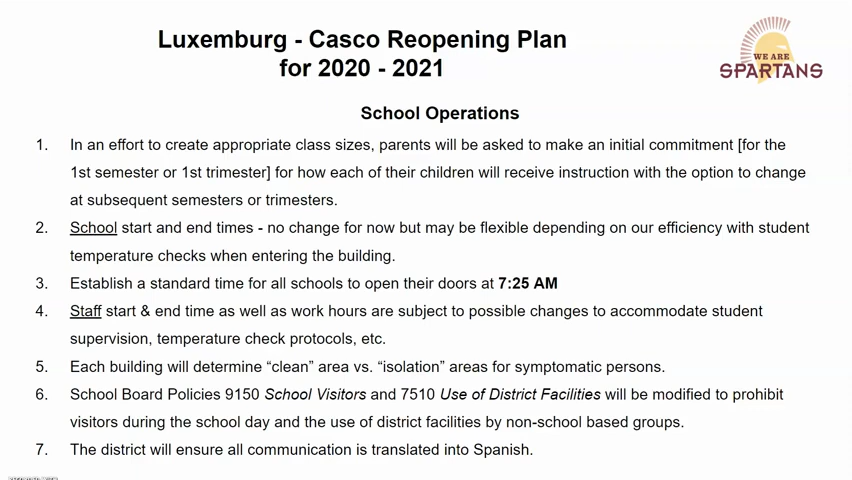 Luxemburg - Casco Reopening Plan
for 2020 - 2021
WE ARE
SPARTANS
School Operations
1. In an effort to create appropriate class sizes, parents will be asked to make an initial commitment [for the
1st semester or 1st trimester] for how each of their children will receive instruction with the option to change
at subsequent semesters or trimesters.
2. School start and end times - no change for now but may be flexible depending on our efficiency with student
temperature checks when entering the building.
3. Establish a standard time for all schools to open their doors at 7:25 AM
4. Staff start & end time as well as work hours are subject to possible changes to accommodate student
supervision, temperature check protocols, etc.
5. Each building will determine “clean” area vs. “isolation” areas for symptomatic persons.
6. School Board Policies 9150 School Visitors and 7510 Use of District Facilities will be modified to prohibit
visitors during the school day and the use of district facilities by non-school based groups.
7. The district will ensure all communication is translated into Spanish.